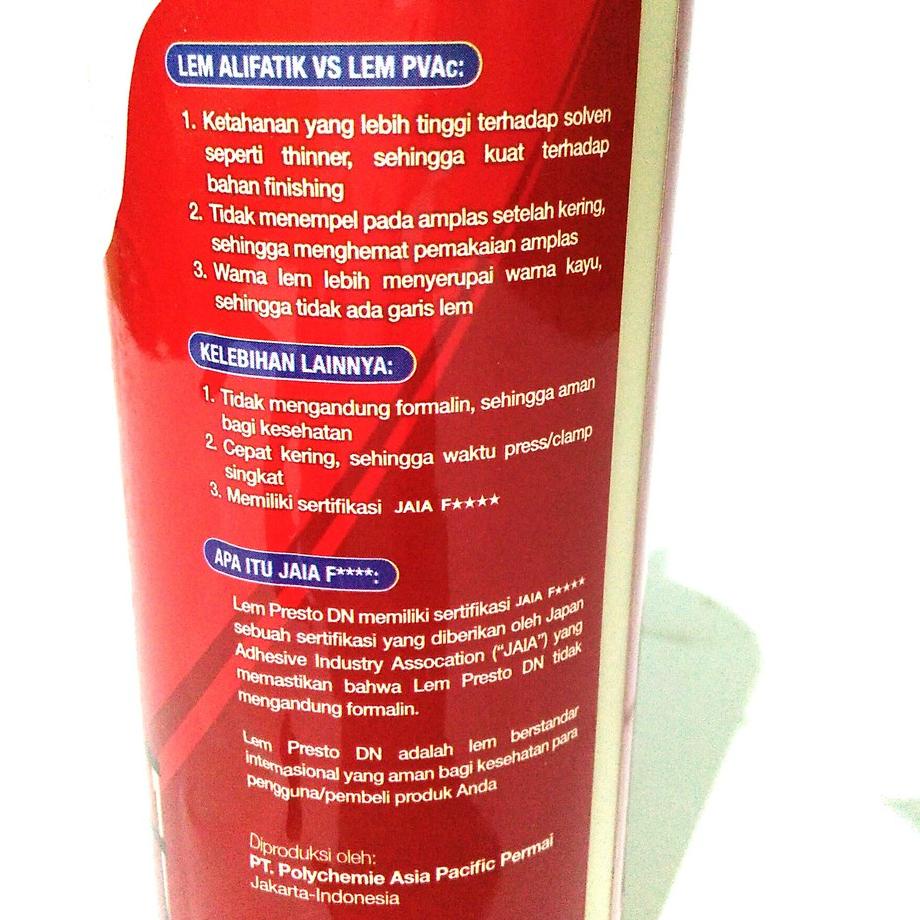 LEM ALIFATIK VS LEM PVAc:
1. Ketahanan yang lebih tinggi terhadap solven
seperti thinner, sehingga kuat terhadap
bahan finishing
2. Tidak menempel pada amplas setelah kering,
sehingga menghemat pemakaian amplas
3. Warna lem lebih menyerupai warna kayu,
sehingga tidak ada garis lem
KELEBIHAN LAINNYA:
1. Tidak mengandung formalin, sehingga aman
bagi kesehatan
2. Cepat kering, sehingga waktu press/clamp
singkat
3. Memiliki sertifikasi JAIA F★★★★
APA ITU JAIA F****:
Lem Presto DN memiliki sertifikasi JAIA F★★★★
sebuah sertifikasi yang diberikan oleh Japan
Adhesive Industry Assocation ("JAIA") yang
memastikan bahwa Lem Presto DN tidak
mengandung formalin.
Lem Presto DN adalah lem berstandar
internasional yang aman bagi kesehatan para
pengguna/pembeli produk Anda
Diproduksi oleh:
PT. Polychemie Asia Pacific Permai
Jakarta-Indonesia